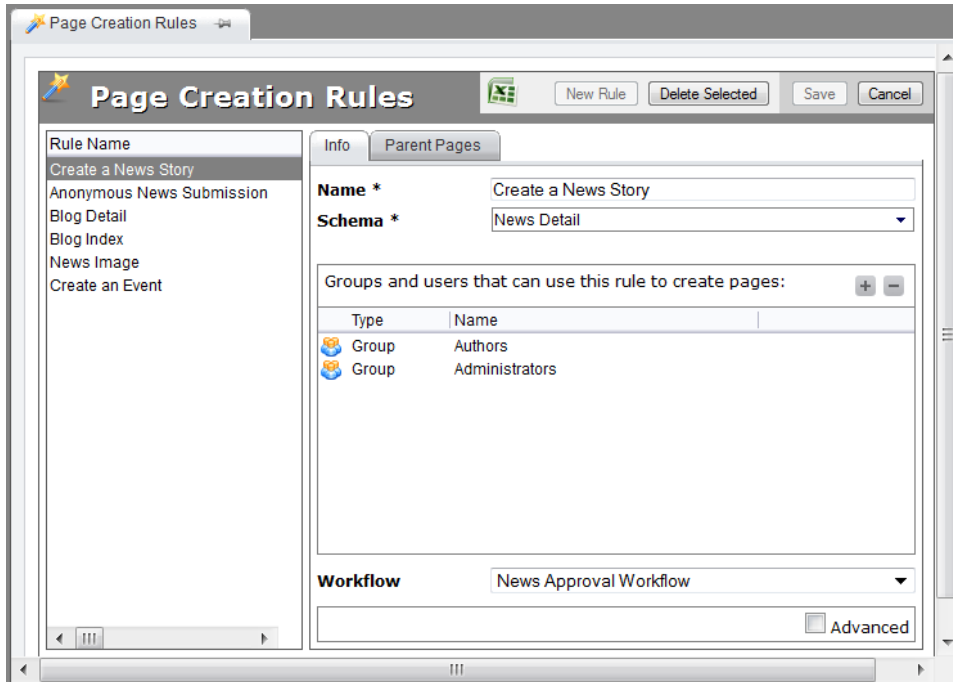 Page Creation Rules
Page Creation Rules
New Rule Delete Selected Save Cancel
Rule Name
Create a News Story
Anonymous News Submission
Blog Detail
Blog Index
News Image
Create an Event
Info Parent Pages
Name * Create a News Story
Schema * News Detail
Groups and users that can use this rule to create pages:
Type Name
Group Authors
Group Administrators
Workflow News Approval Workflow
Advanced